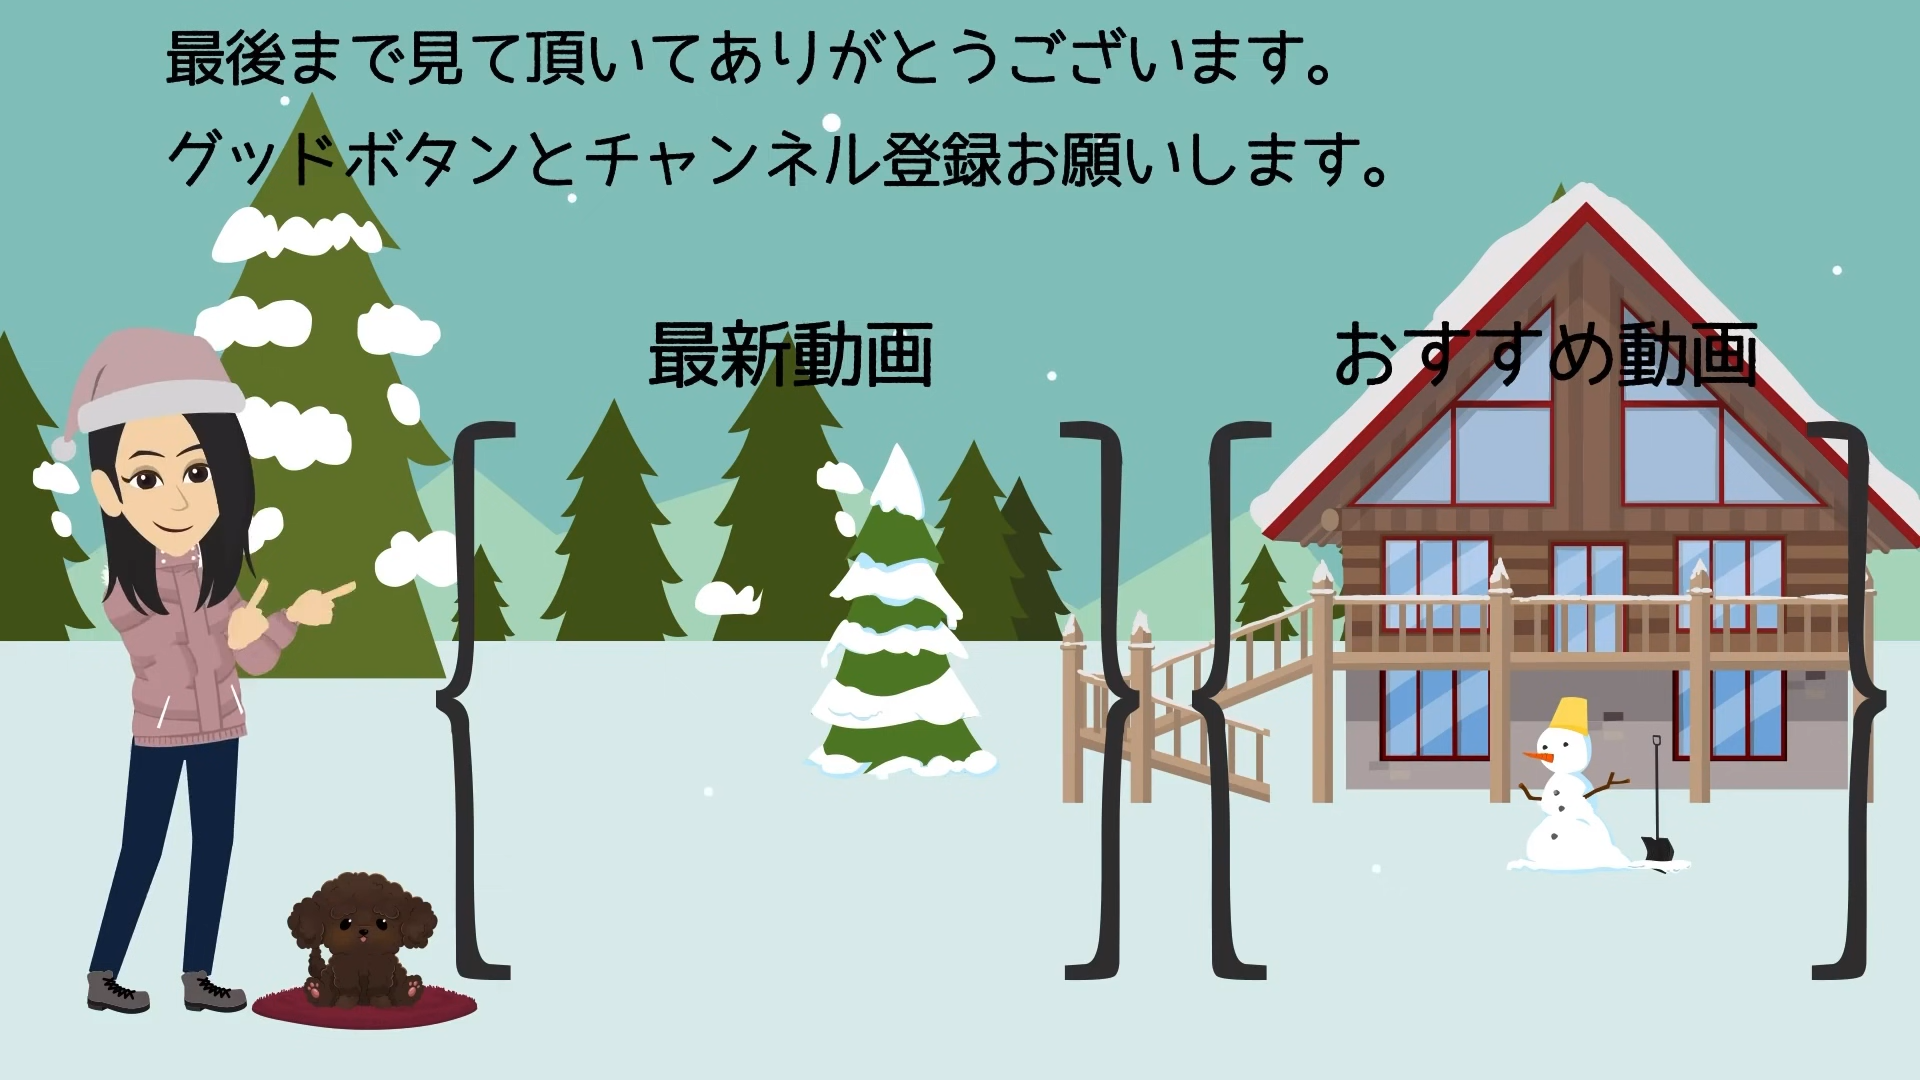 最後まで見て頂いてありがとうございます。
グッドボタンとチャンネル登録お願いします。
最新動画
おすすめ動画